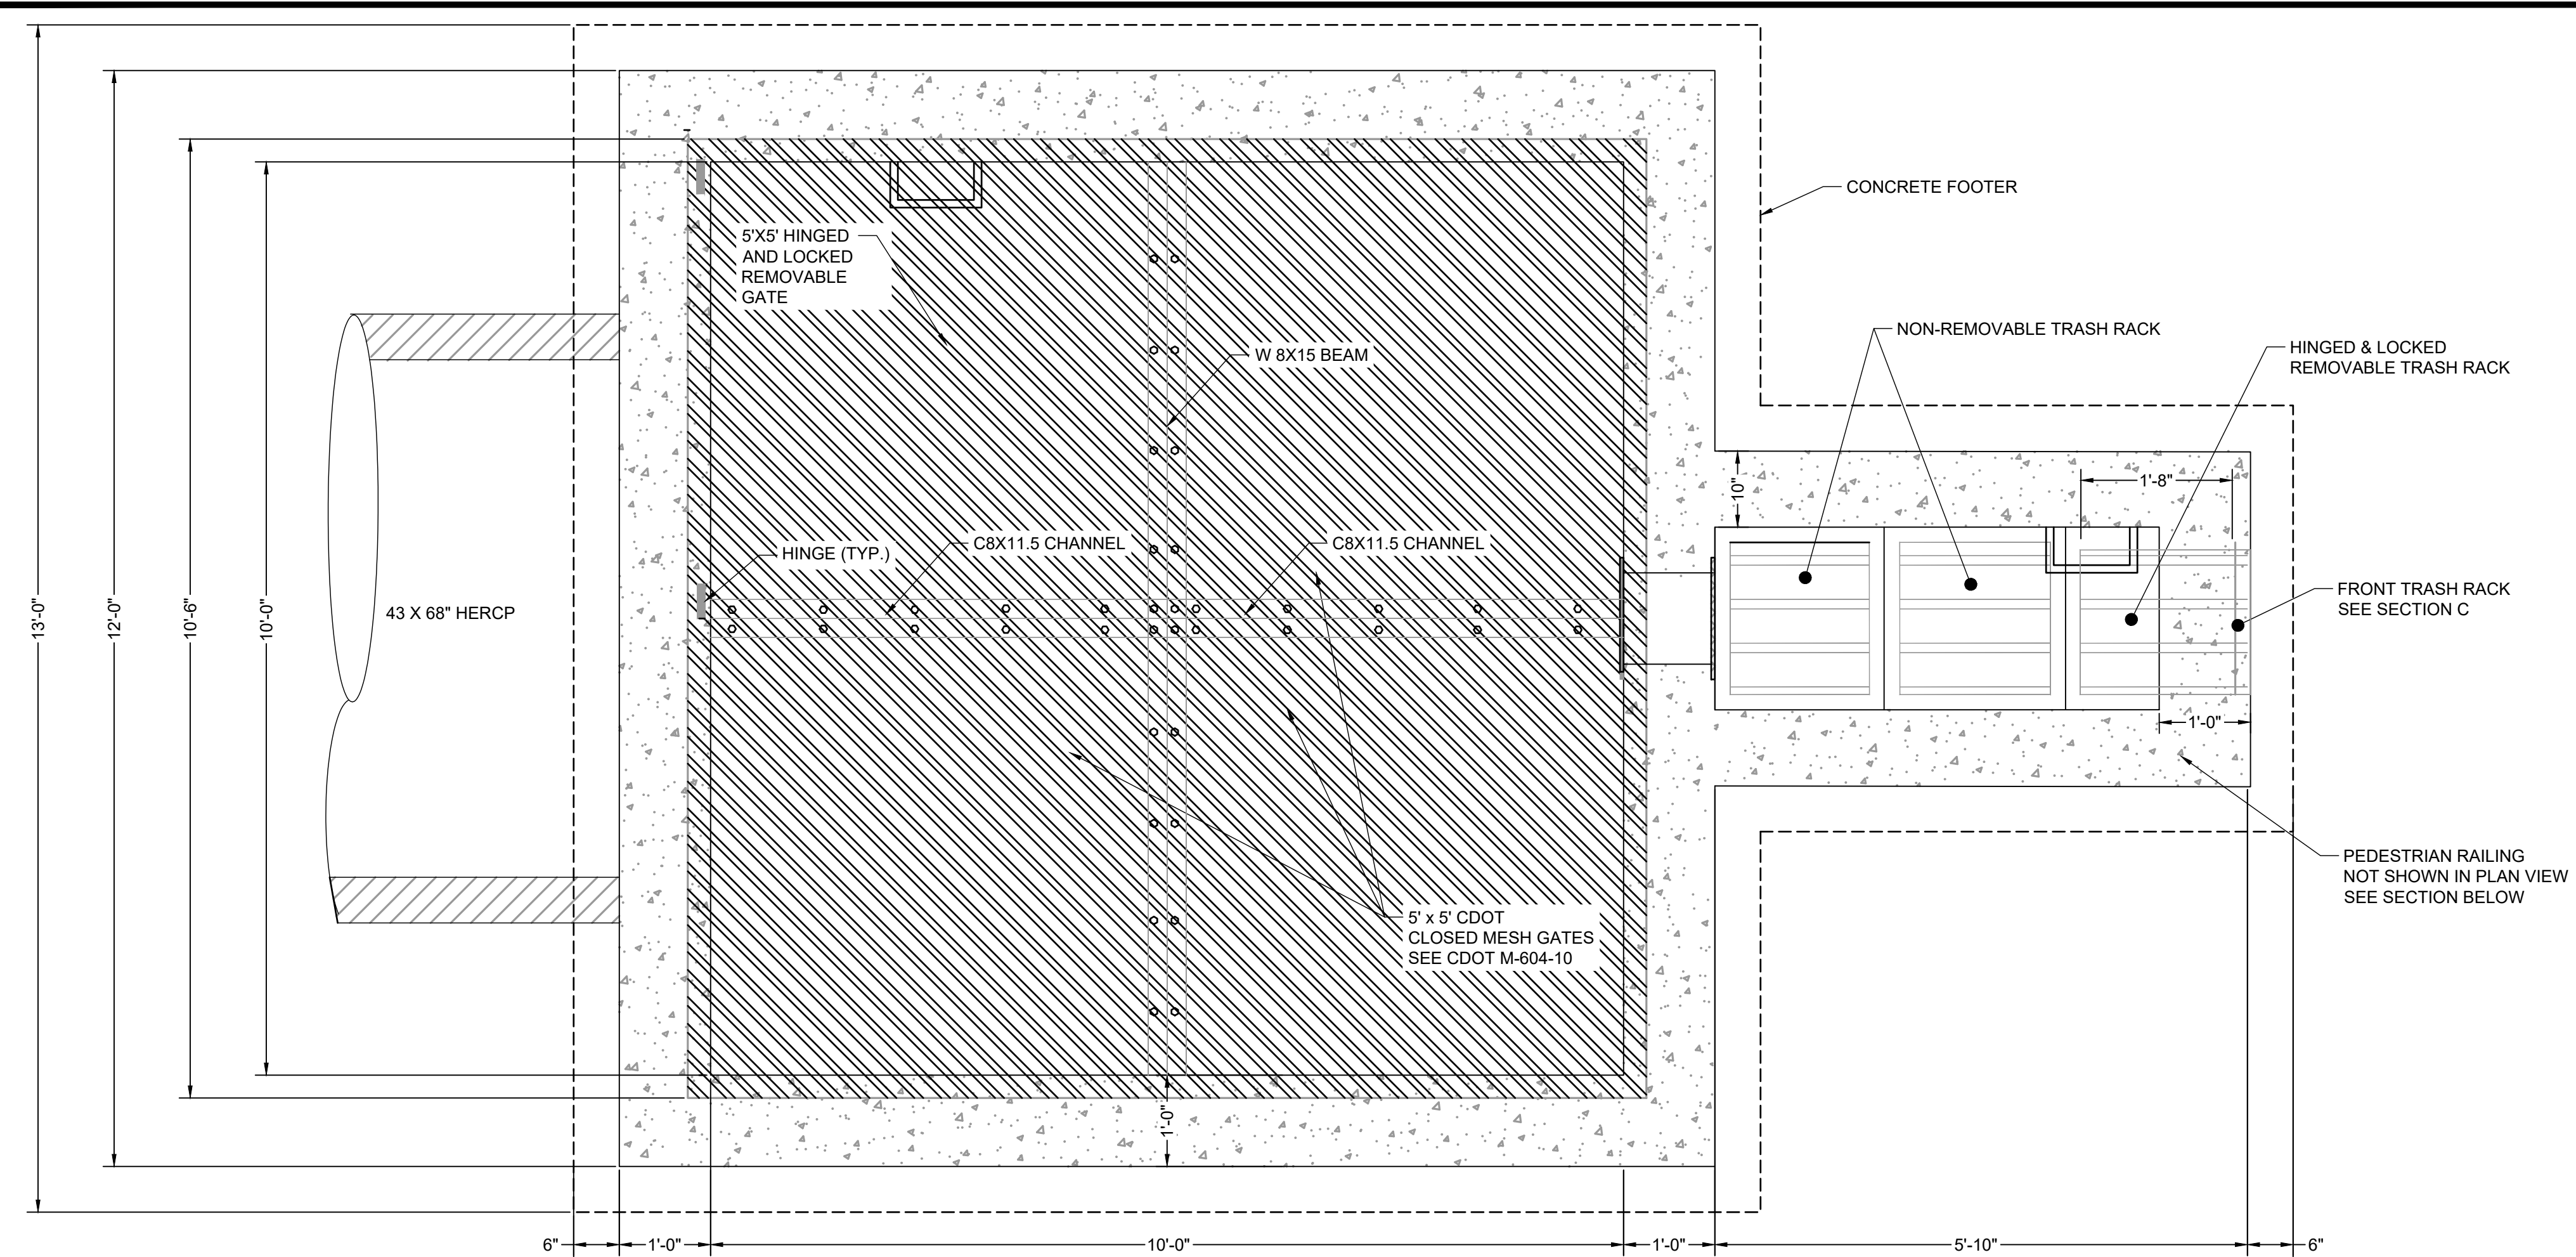 CONCRETE FOOTER
5'X5' HINGED
AND LOCKED
REMOVABLE
GATE
W 8X15 BEAM
NON-REMOVABLE TRASH RACK
HINGED & LOCKED
REMOVABLE TRASH RACK
10"
1'-8"
HINGE (TYP.)
C8X11.5 CHANNEL
C8X11.5 CHANNEL
13'-0"
12'-0"
10'-6"
10'-0"
43 X 68" HERCP
FRONT TRASH RACK
SEE SECTION C
1'-0"
PEDESTRIAN RAILING
NOT SHOWN IN PLAN VIEW
SEE SECTION BELOW
5' x 5' CDOT
CLOSED MESH GATES
SEE CDOT M-604-10
1'-0"
6"
1'-0"
10'-0"
1'-0"
5'-10"
6"